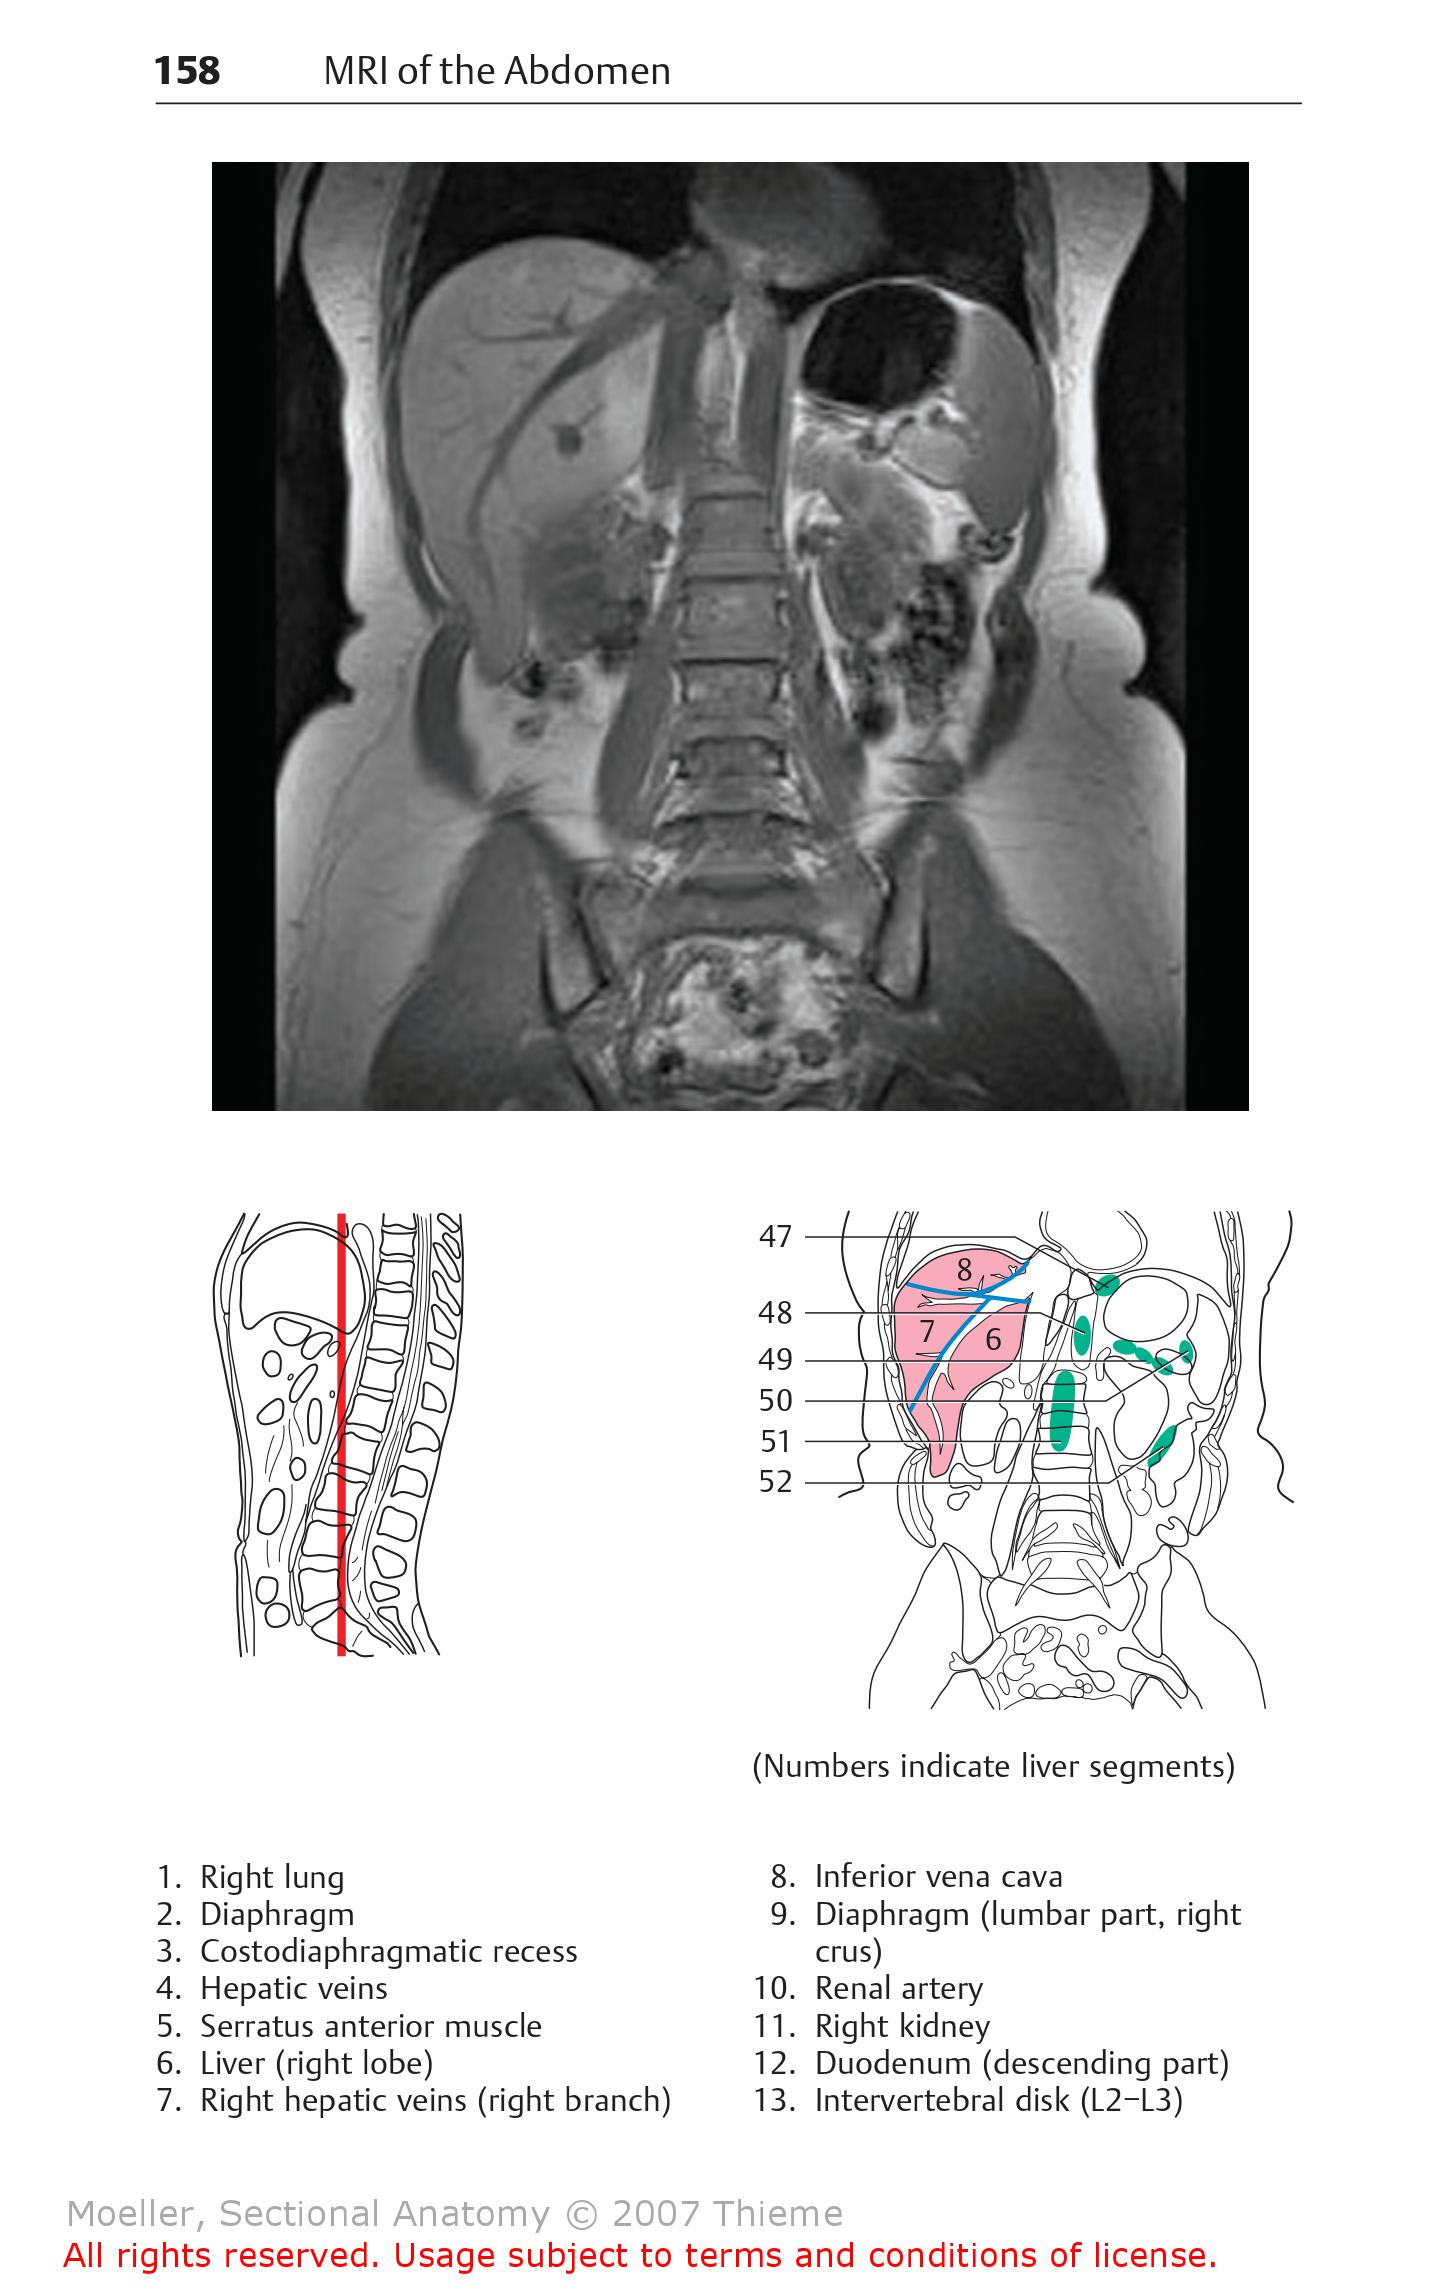 158 MRI of the Abdomen
47
48
49
50
51
52
8
7
6
(Numbers indicate liver segments)
1. Right lung
2. Diaphragm
3. Costodiaphragmatic recess
4. Hepatic veins
5. Serratus anterior muscle
6. Liver (right lobe)
7. Right hepatic veins (right branch)
8. Inferior vena cava
9. Diaphragm (lumbar part, right
crus)
10. Renal artery
11. Right kidney
12. Duodenum (descending part)
13. Intervertebral disk (L2–L3)
Moeller, Sectional Anatomy © 2007 Thieme
All rights reserved. Usage subject to terms and conditions of license.